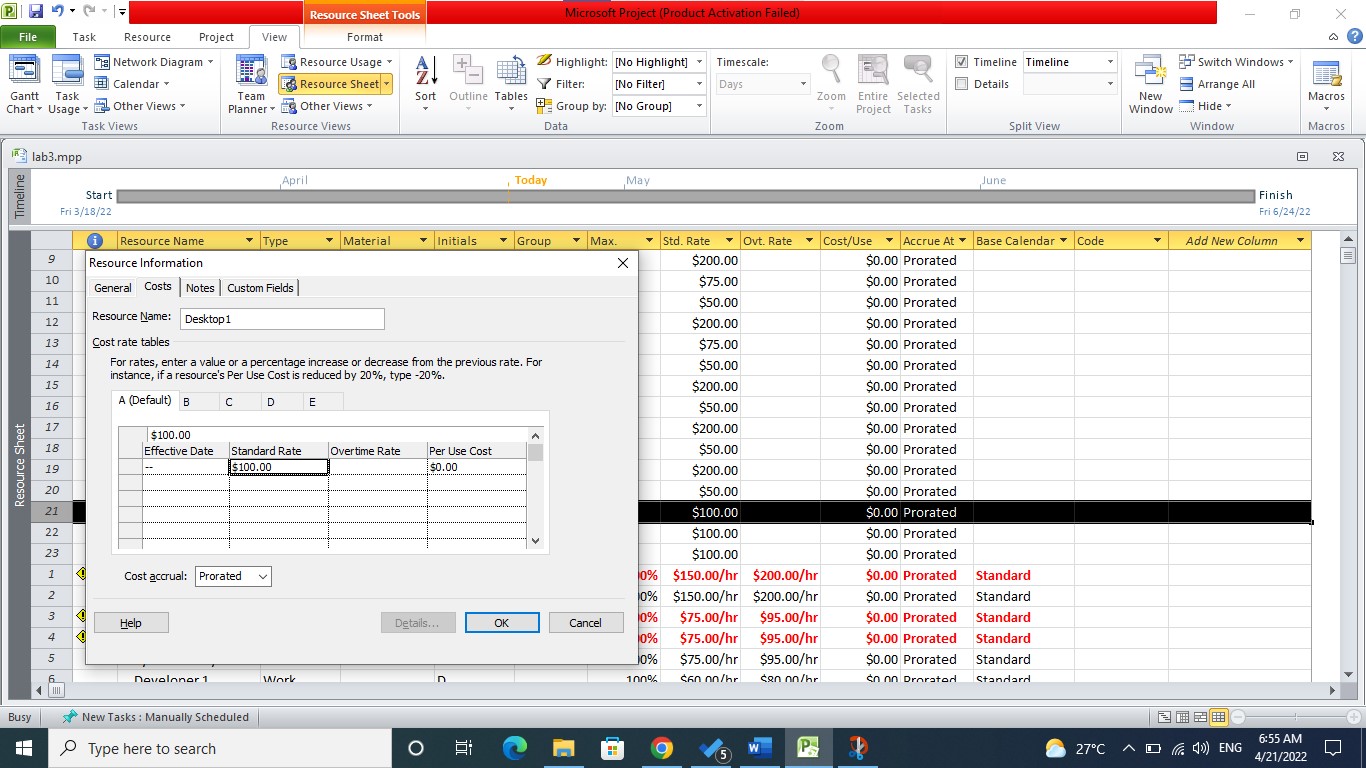 Resource Sheet Tools
Microsoft Project (Product Activation Failed)
File Task Resource Project View Format
Gantt Chart
Task Usage
Network Diagram
Calendar
Other Views
Task Views
Team Planner
Resource Usage
Resource Sheet
Other Views
Resource Views
Sort
Outline
Tables
Highlight: [No Highlight]
Filter: [No Filter]
Group by: [No Group]
Data
Timescale:
Days
Zoom
Entire Project
Selected Tasks
Zoom
Timeline Timeline
Details
Split View
New Window
Switch Windows
Arrange All
Hide
Window
Macros
Macros
lab3.mpp
Timeline
April Today May June
Start Finish
Fri 3/18/22 Fri 6/24/22
Resource Name Type Material Initials Group Max. Std. Rate Ovt. Rate Cost/Use Accrue At Base Calendar Code Add New Column
Resource Sheet
9 $200.00 $0.00 Prorated
10 $75.00 $0.00 Prorated
11 $50.00 $0.00 Prorated
12 $200.00 $0.00 Prorated
13 $75.00 $0.00 Prorated
14 $50.00 $0.00 Prorated
15 $200.00 $0.00 Prorated
16 $50.00 $0.00 Prorated
17 $200.00 $0.00 Prorated
18 $50.00 $0.00 Prorated
19 $200.00 $0.00 Prorated
20 $50.00 $0.00 Prorated
21 $100.00 $0.00 Prorated
22 $100.00 $0.00 Prorated
23 $100.00 $0.00 Prorated
1 0% $150.00/hr $200.00/hr $0.00 Prorated Standard
2 0% $150.00/hr $200.00/hr $0.00 Prorated Standard
3 0% $75.00/hr $95.00/hr $0.00 Prorated Standard
4 0% $75.00/hr $95.00/hr $0.00 Prorated Standard
5 0% $75.00/hr $95.00/hr $0.00 Prorated Standard
6 Developer 1 Work D 100% $60.00/hr $80.00/hr $0.00 Prorated Standard
Resource Information
General Costs Notes Custom Fields
Resource Name: Desktop1
Cost rate tables
For rates, enter a value or a percentage increase or decrease from the previous rate. For
instance, if a resource's Per Use Cost is reduced by 20%, type -20%.
A (Default) B C D E
$100.00
Effective Date Standard Rate Overtime Rate Per Use Cost
-- $100.00 $0.00
Cost accrual: Prorated
Help Details... OK Cancel
Busy New Tasks : Manually Scheduled
Type here to search
5
27°C
ENG
6:55 AM
4/21/2022